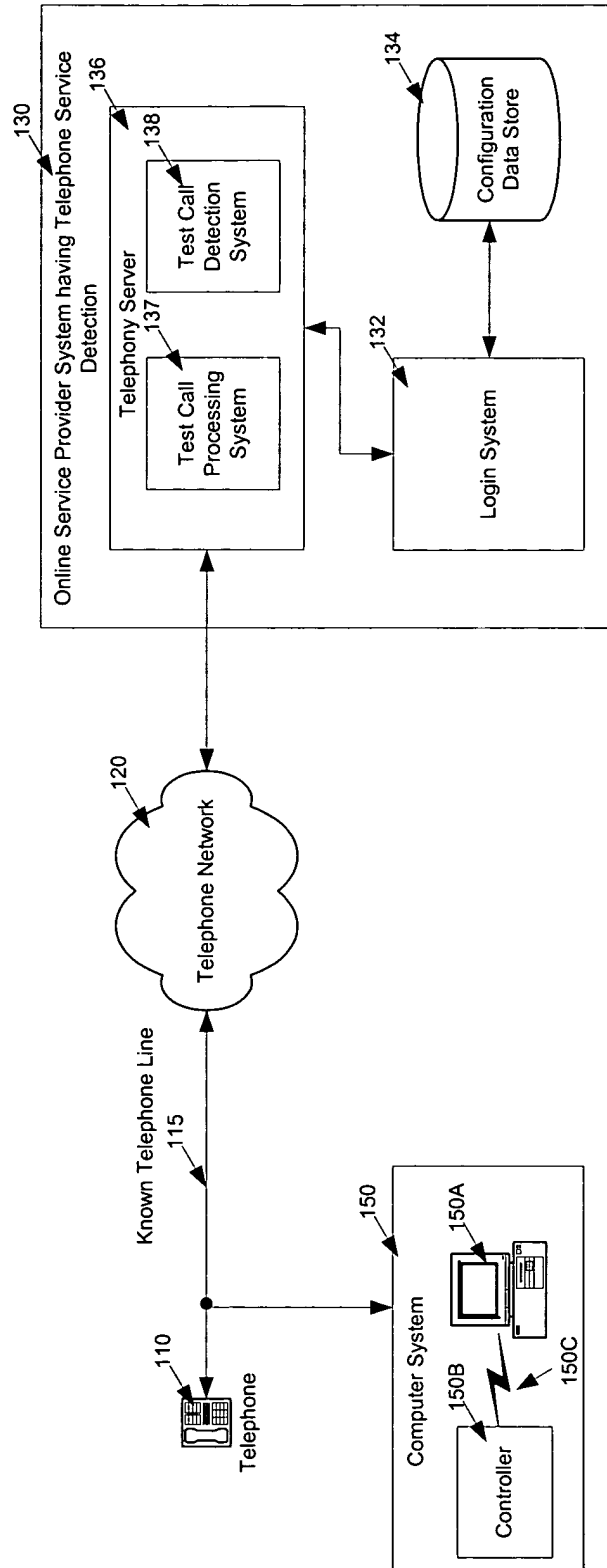 130
Online Service Provider System having Telephone Service
Detection
136
Telephony Server
137
138
Test Call
Processing
System
Test Call
Detection
System
132
134
Login System
Configuration
Data Store
120
Telephone Network
Known Telephone Line
115
110
Telephone
150
Computer System
150A
150B
150C
Controller